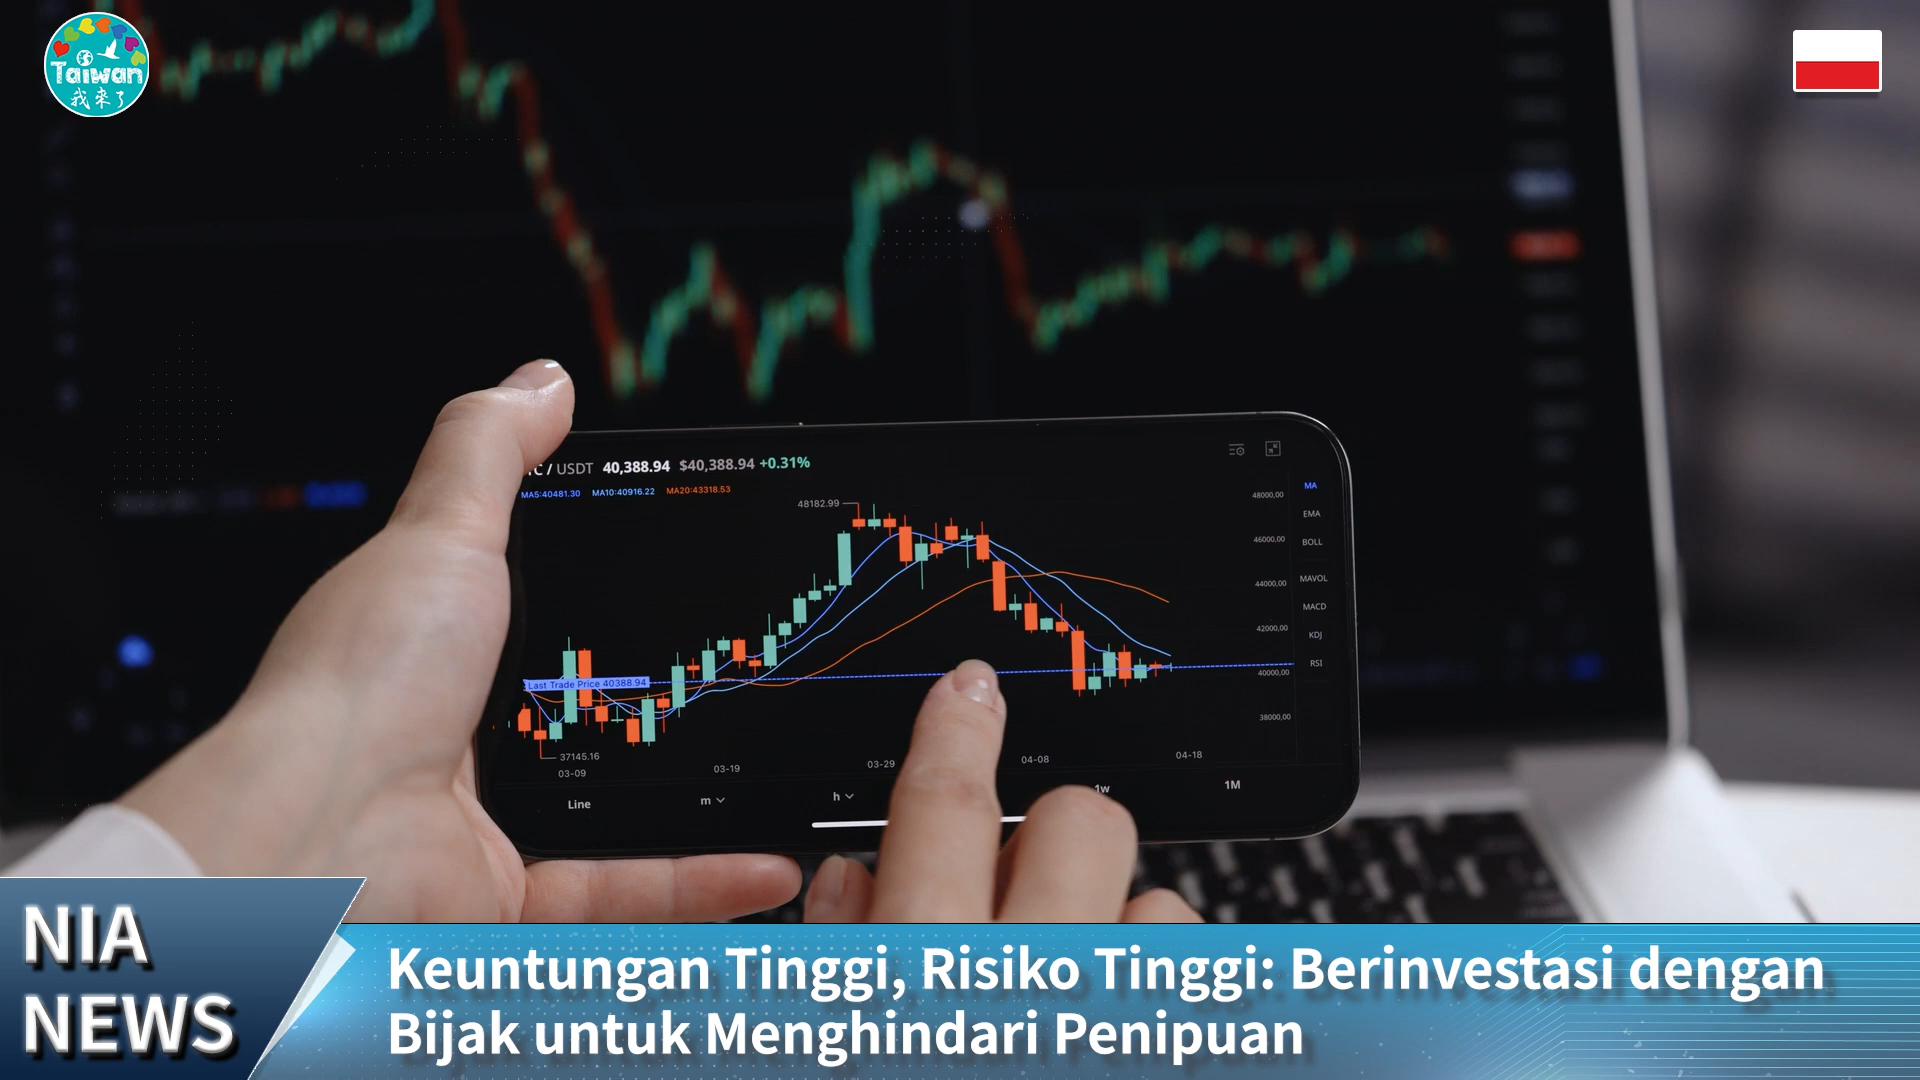 Taiwan
我來了
TC / USDT 40,388.94 $40,388.94 +0.31%
MA5:40481.30 MA10:40916.22 MA20:43318.53
48182.99
48000,00
46000,00
44000,00
42000,00
40000,00
38000,00
MA
EMA
BOLL
MAVOL
MACD
KDJ
RSI
Last Trade Price 40388.94
37145.16
03-09 03-19 03-29 04-08 04-18
Line m h 1w 1M
NIA
NEWS
Keuntungan Tinggi, Risiko Tinggi: Berinvestasi dengan
Bijak untuk Menghindari Penipuan